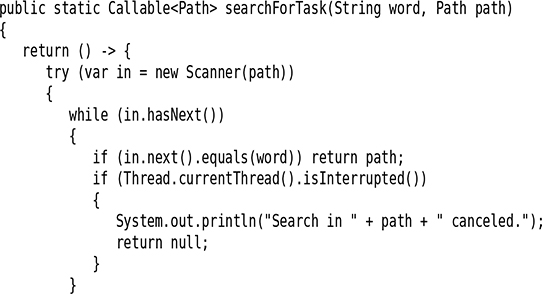 public static Callable<Path> searchForTask(String word, Path path)
{
   return () -> {
      try (var in = new Scanner(path))
      {
         while (in.hasNext())
         {
            if (in.next().equals(word)) return path;
            if (Thread.currentThread().isInterrupted())
            {
               System.out.println("Search in " + path + " canceled.");
               return null;
            }
         }